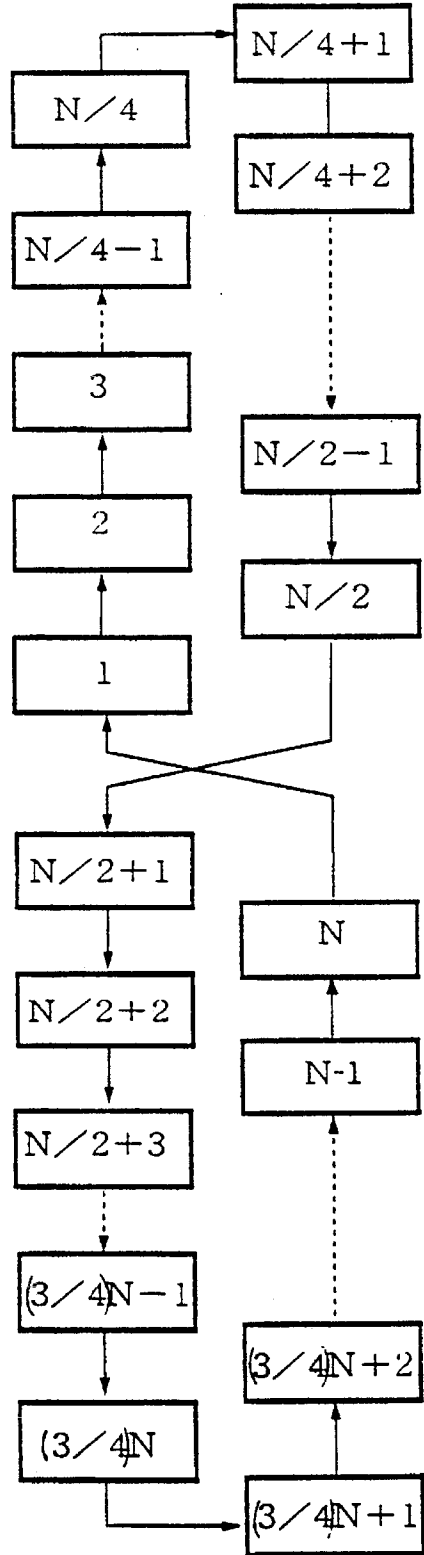 N/4+1
N/4
N/4+2
N/4-1
3
N/2-1
2
N/2
1
N/2+1
N
N/2+2
N-1
N/2+3
(3/4)N-1
(3/4)N+2
(3/4)N
(3/4)N+1